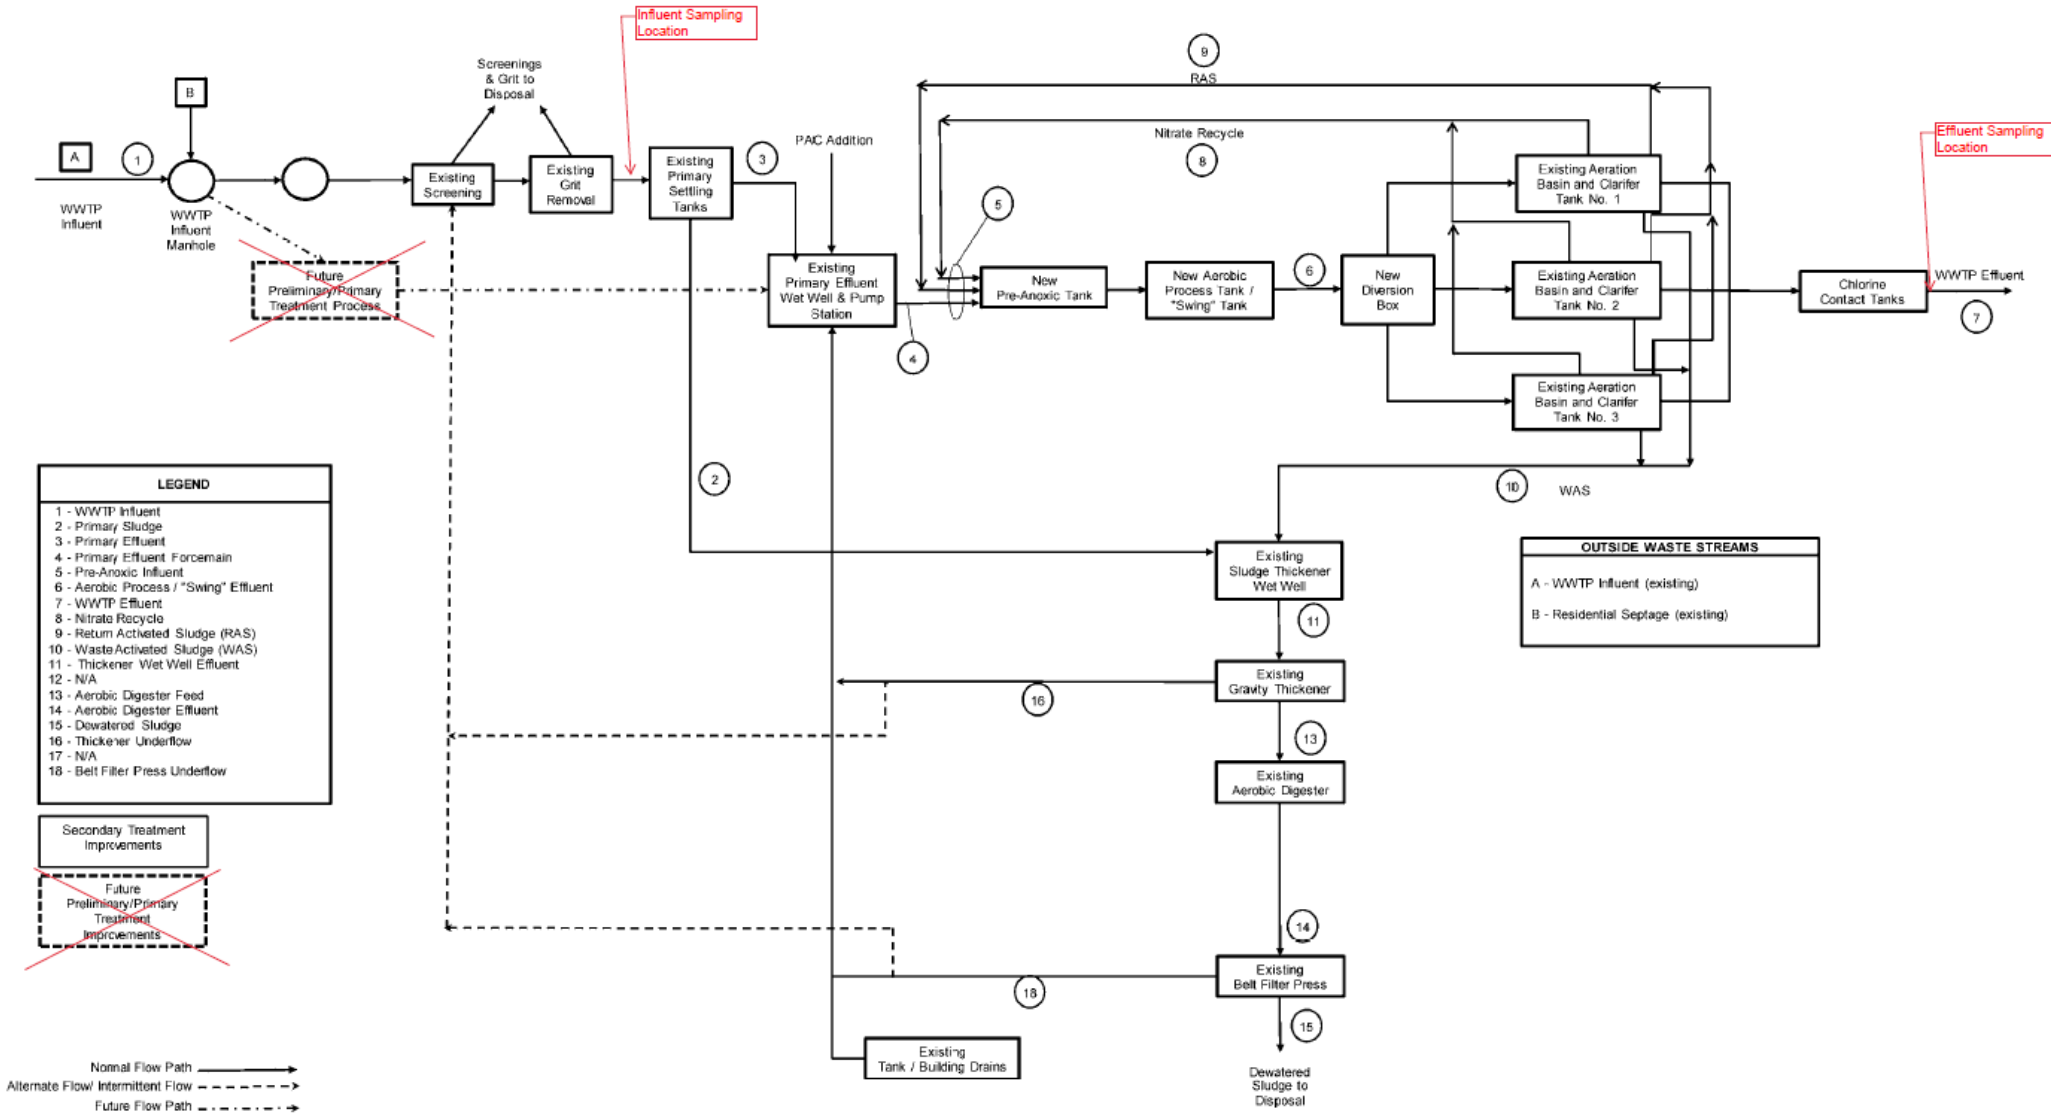 Influent Sampling
Location
Screenings
& Grit to
Disposal
9
RAS
B
A
1
WWTP
Influent
WWTP
Influent
Manhole
Existing
Screening
Existing
Grit
Removal
Existing
Primary
Settling
Tanks
3
PAC Addition
Nitrate Recycle
8
5
Existing Aeration
Basin and Clarifer
Tank No. 1
Effluent Sampling
Location
Future
Preliminary/Primary
Treatment Process
Existing
Primary Effluent
Wet Well & Pump
Station
4
New
Pre-Anoxic Tank
New Aerobic
Process Tank /
"Swing" Tank
6
New
Diversion
Box
Existing Aeration
Basin and Clarifer
Tank No. 2
Chlorine
Contact Tanks
WWTP Effluent
7
Existing Aeration
Basin and Clarifer
Tank No. 3
2
10
WAS
LEGEND
1 - WWTP Influent
2 - Primary Sludge
3 - Primary Effluent
4 - Primary Effluent Forcemain
5 - Pre-Anoxic Influent
6 - Aerobic Process / "Swing" Effluent
7 - WWTP Effluent
8 - Nitrate Recycle
9 - Return Activated Sludge (RAS)
10 - Waste Activated Sludge (WAS)
11 - Thickener Wet Well Effluent
12 - N/A
13 - Aerobic Digester Feed
14 - Aerobic Digester Effluent
15 - Dewatered Sludge
16 - Thickener Underflow
17 - N/A
18 - Belt Filter Press Underflow
Existing
Sludge Thickener
Wet Well
OUTSIDE WASTE STREAMS
A - WWTP Influent (existing)
B - Residential Septage (existing)
11
Existing
Gravity Thickener
16
13
Existing
Aerobic Digester
Secondary Treatment
Improvements
Future
Preliminary/Primary
Treatment
Improvements
14
Existing
Belt Filter Press
18
15
Existing
Tank / Building Drains
Dewatered
Sludge to
Disposal
Normal Flow Path
Alternate Flow/ Intermittent Flow
Future Flow Path